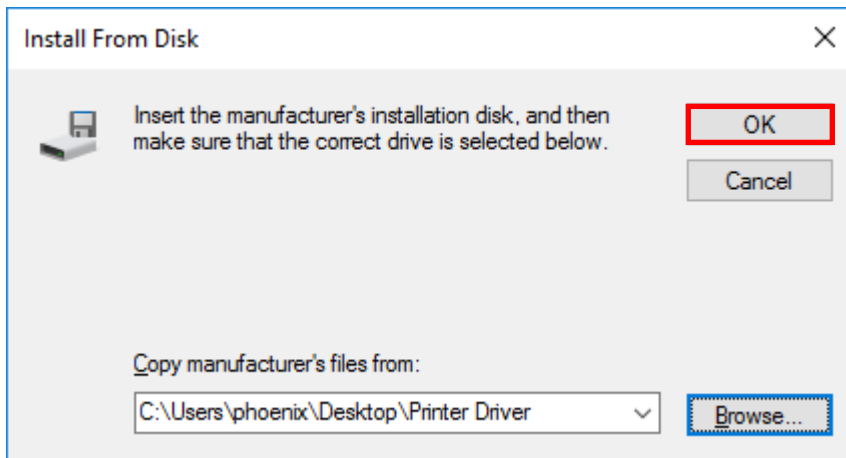 Install From Disk
Insert the manufacturer's installation disk, and then
make sure that the correct drive is selected below.
OK
Cancel
Copy manufacturer's files from:
C:\Users\phoenix\Desktop\Printer Driver
Browse...